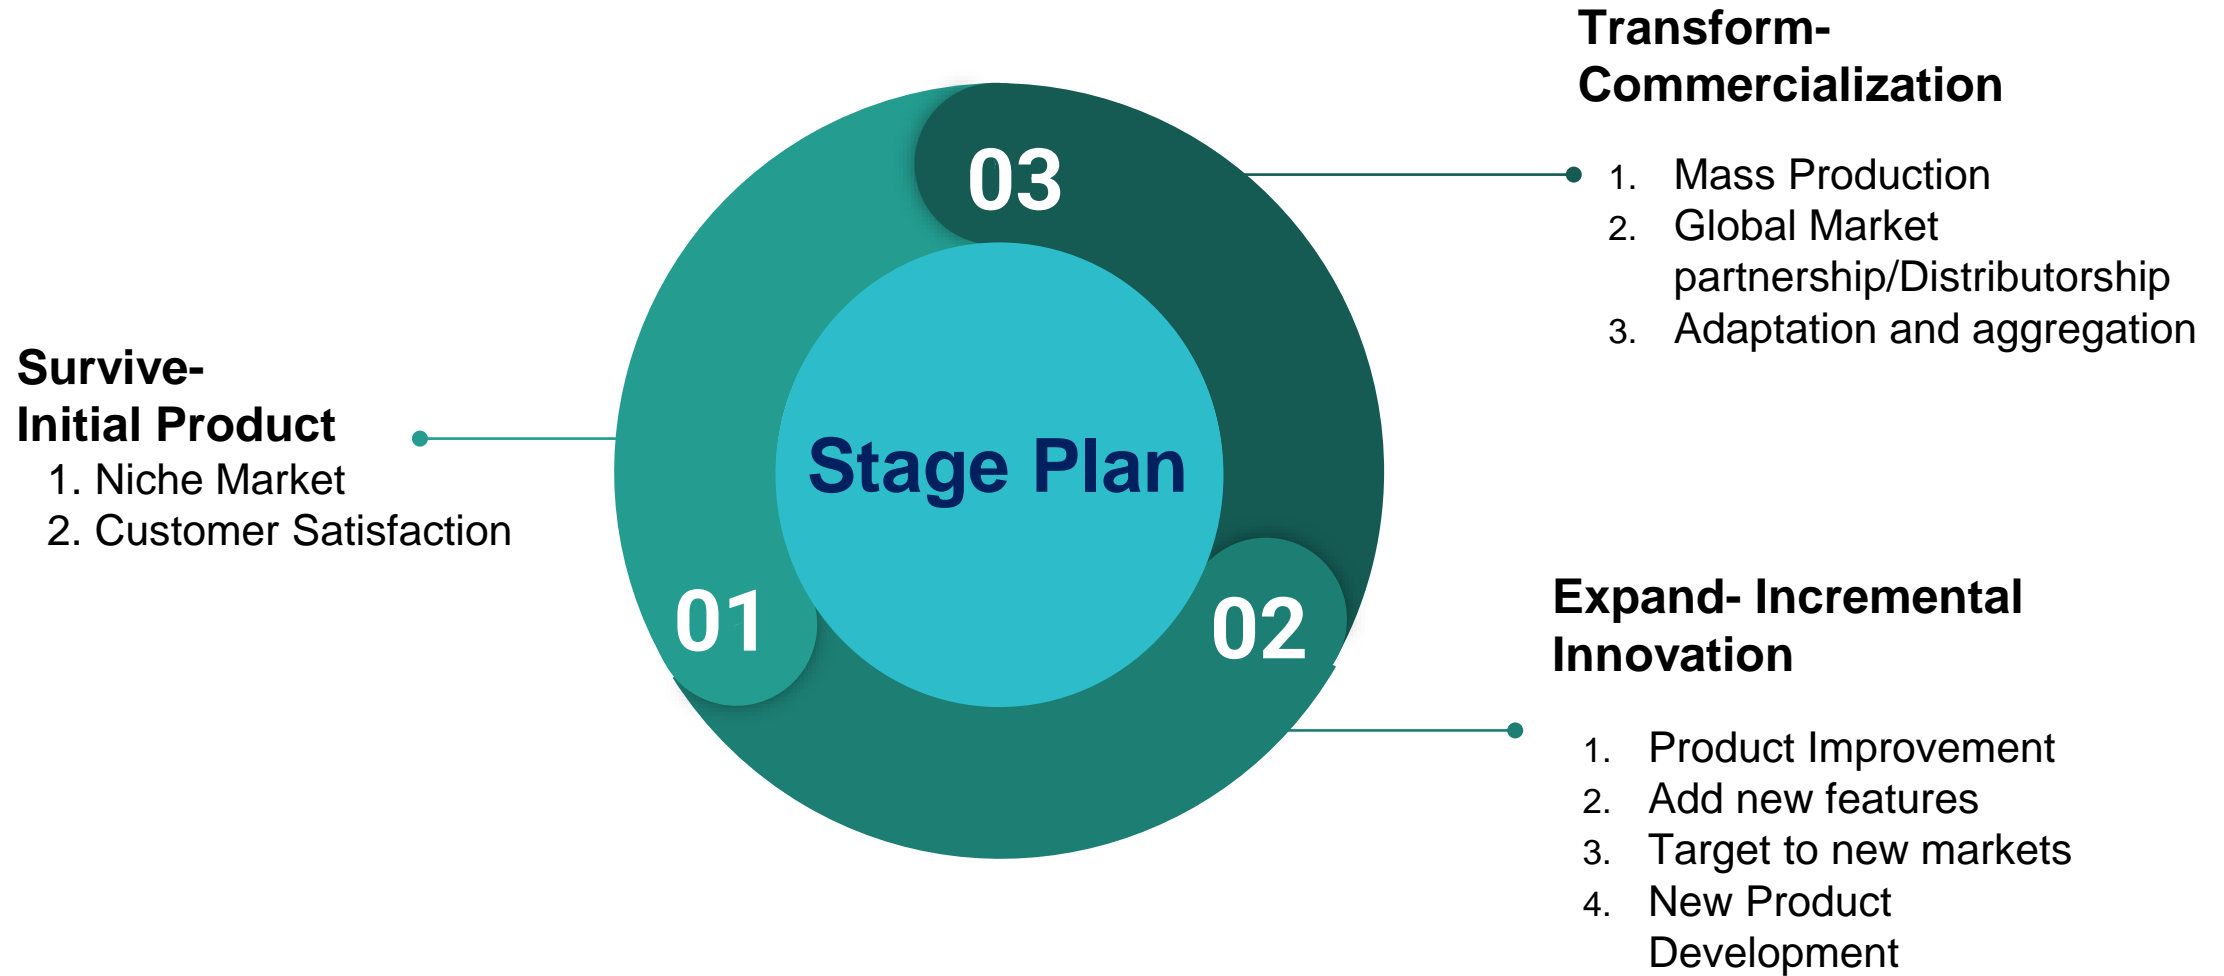 Transform-
Commercialization
1. Mass Production
2. Global Market
partnership/Distributorship
3. Adaptation and aggregation
03
Survive-
Initial Product
1. Niche Market
2. Customer Satisfaction
Stage Plan
01
02
Expand- Incremental
Innovation
1. Product Improvement
2. Add new features
3. Target to new markets
4. New Product
Development